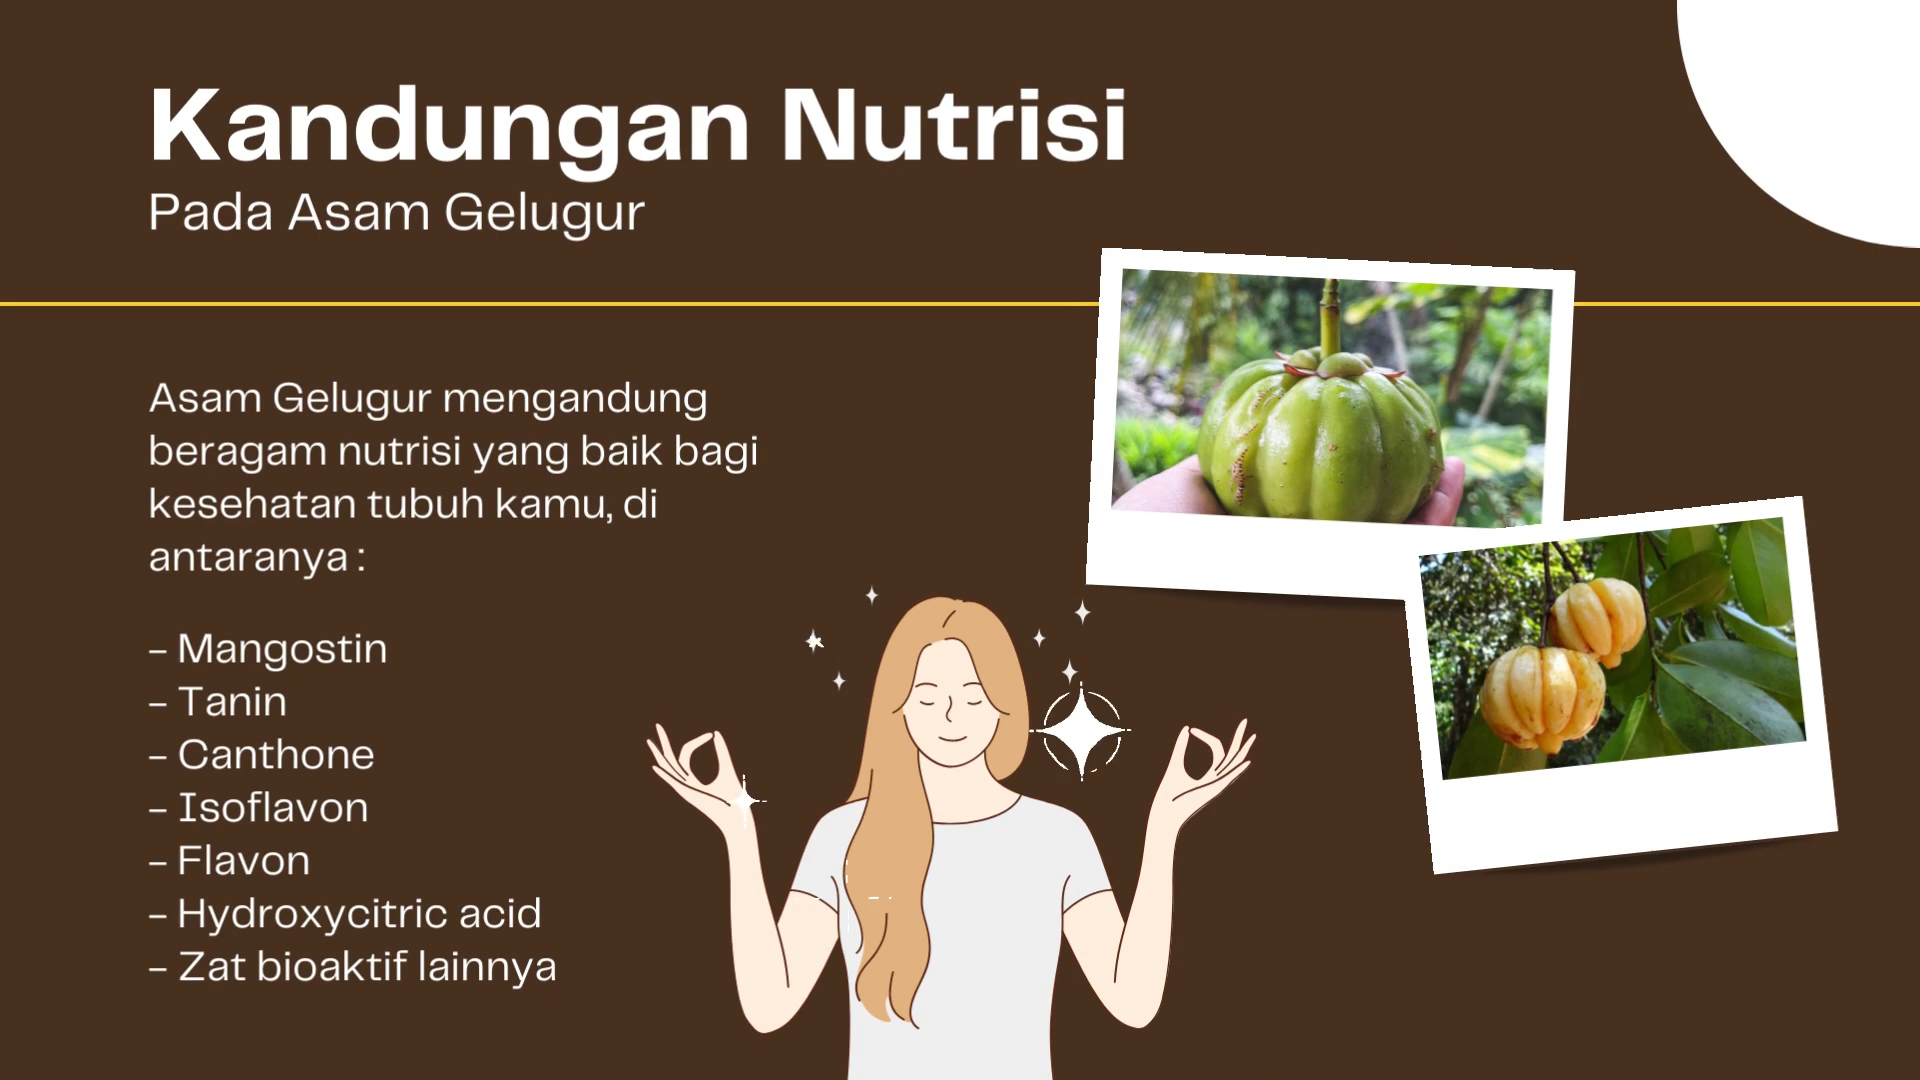 Kandungan Nutrisi
Pada Asam Gelugur
Asam Gelugur mengandung
beragam nutrisi yang baik bagi
kesehatan tubuh kamu, di
antaranya :
- Mangostin
- Tanin
- Canthone
- Isoflavon
- Flavon
- Hydroxycitric acid
- Zat bioaktif lainnya